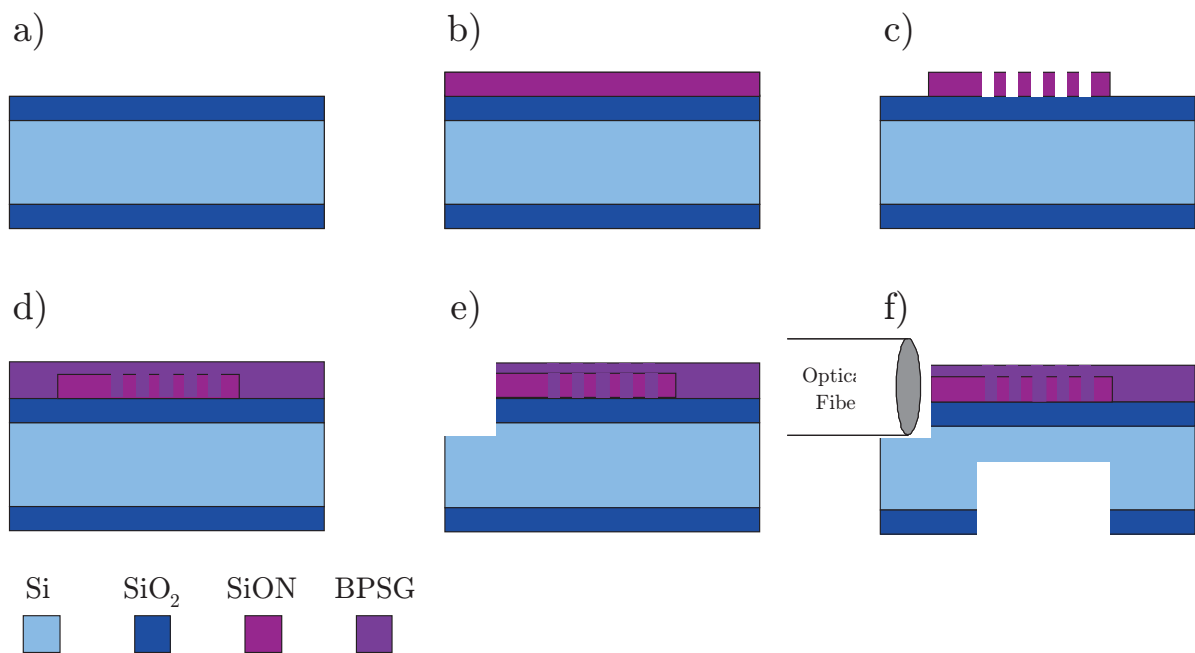 a)
b)
c)
d)
e)
f)
Optica
Fibe
Si
SiO₂
SiON
BPSG